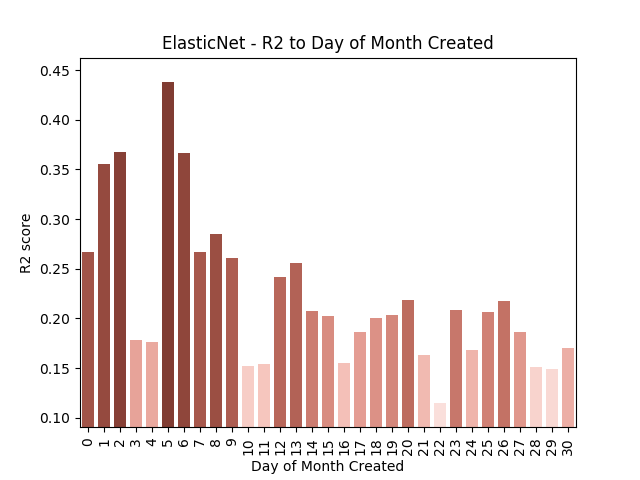 ElasticNet - R2 to Day of Month Created
0.45
0.40
0.35
0.30
0.25
0.20
0.15
0.10
R2 score
0 1 2 3 4 5 6 7 8 9 10 11 12 13 14 15 16 17 18 19 20 21 22 23 24 25 26 27 28 29 30
Day of Month Created